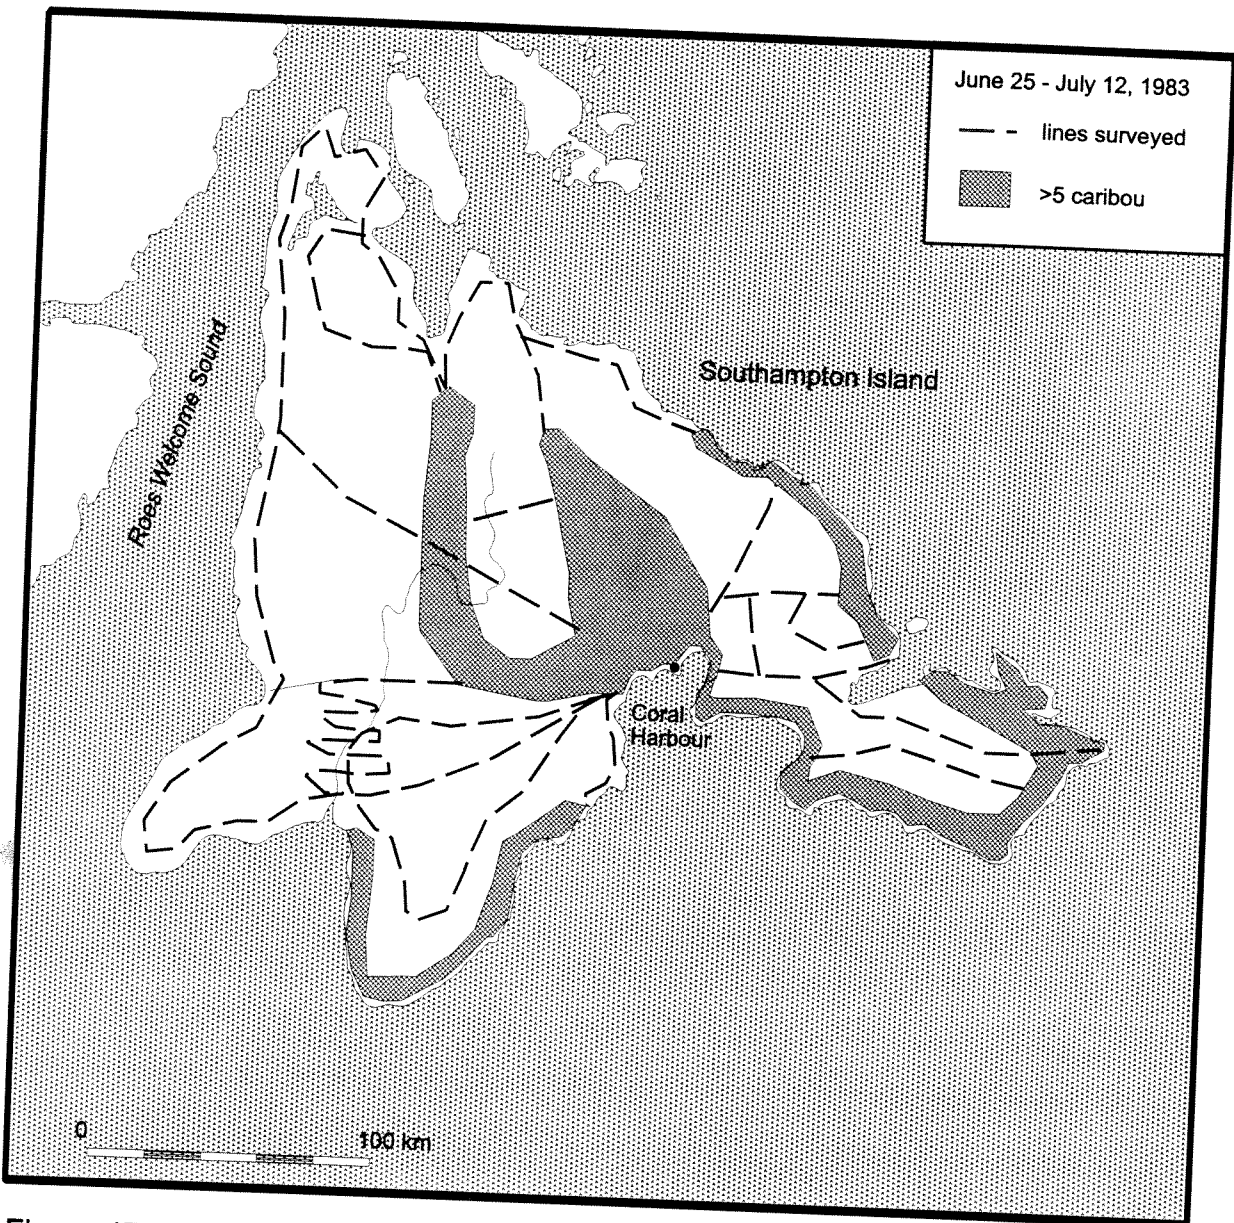 June 25 - July 12, 1983
lines surveyed
>5 caribou
Southampton Island
Roes Welcome Sound
Coral
Harbour
0
100 km